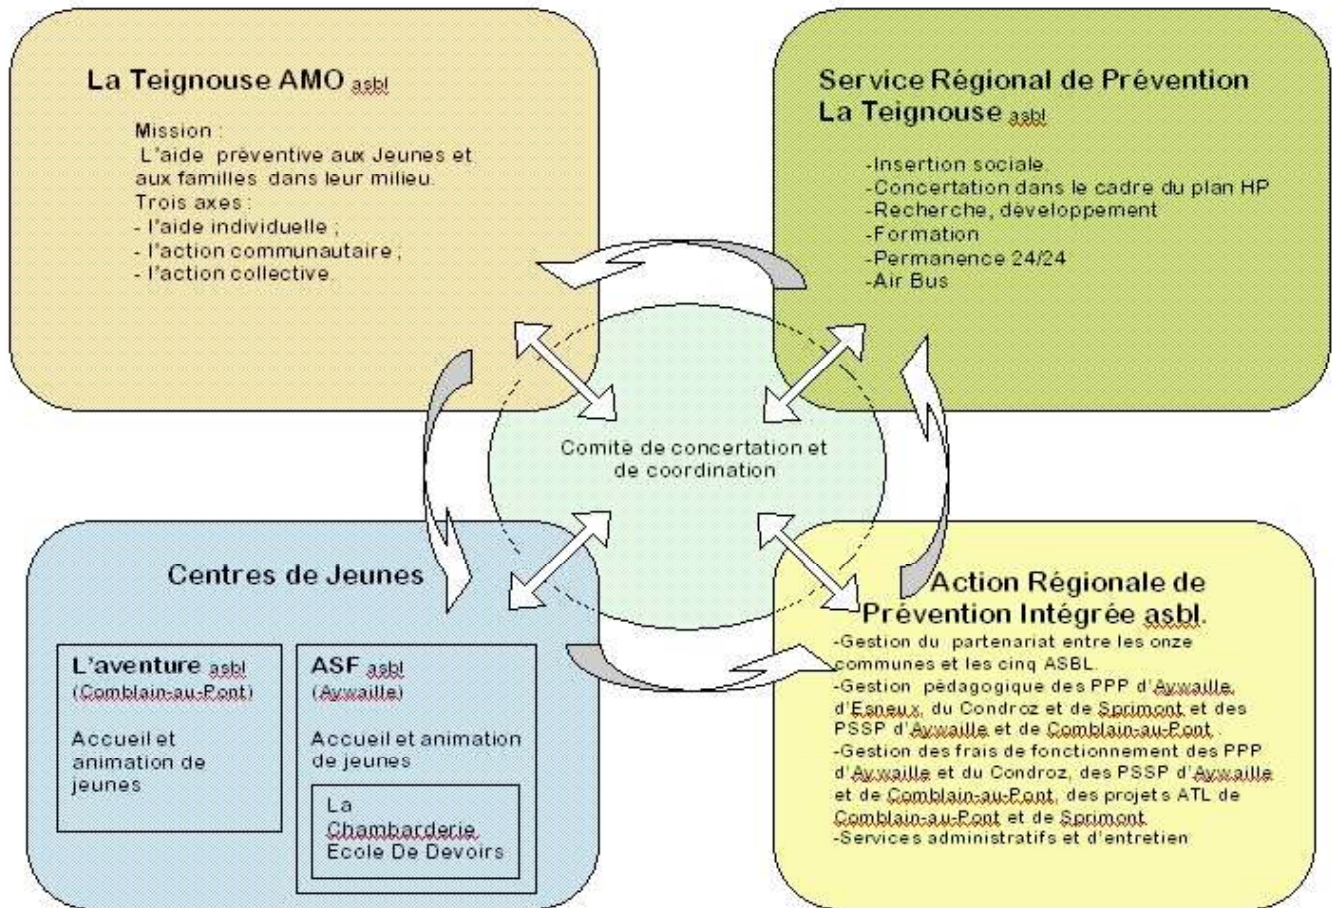 La Teignouse AMO asbl
Mission :
L'aide préventive aux Jeunes et
aux familles dans leur milieu.
Trois axes :
- l'aide individuelle ;
- l'action communautaire ;
- l'action collective.
Service Régional de Prévention
La Teignouse asbl
-Insertion sociale.
-Concertation dans le cadre du plan HP
-Recherche, développement
-Formation
-Permanence 24/24
-Air Bus
Comité de concertation et
de coordination
Centres de Jeunes
L'aventure asbl
(Comblain-au-Pont)
Accueil et
animation de
jeunes
ASF asbl
(Aywaille)
Accueil et animation
de jeunes
La
Chambarderie
Ecole De Devoirs
Action Régionale de
Prévention Intégrée asbl.
-Gestion du partenariat entre les onze
communes et les cinq ASBL.
-Gestion pédagogique des PPP d'Aywaille,
d'Esneux, du Condroz et de Sprimont et des
PSSP d'Aywaille et de Comblain-au-Pont .
-Gestion des frais de fonctionnement des PPP
d'Aywaille et du Condroz, des PSSP d'Aywaille
et de Comblain-au-Pont, des projets ATL de
Comblain-au-Pont et de Sprimont
-Services administratifs et d'entretien